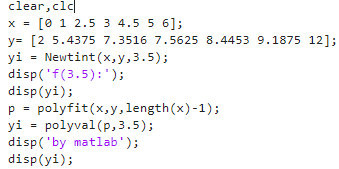 clear,clc
x = [0 1 2.5 3 4.5 5 6];
y= [2 5.4375 7.3516 7.5625 8.4453 9.1875 12];
yi = Newtint(x,y,3.5);
disp('f(3.5):');
disp(yi);
p = polyfit(x,y,length(x)-1);
yi = polyval(p,3.5);
disp('by matlab');
disp(yi);